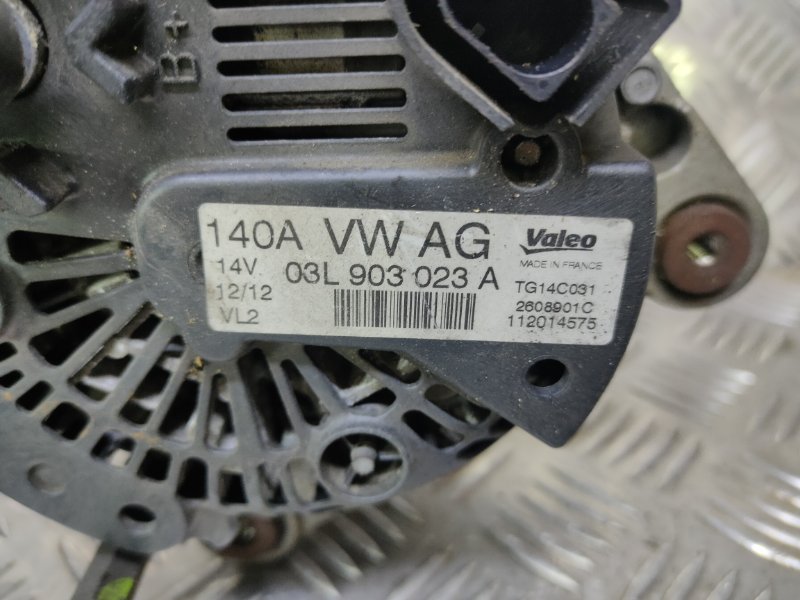 B+
140A VW AG
14V 03L 903 023 A
12/12
VL2
Valeo
MADE IN FRANCE
TG14C031
2608901C
112014575